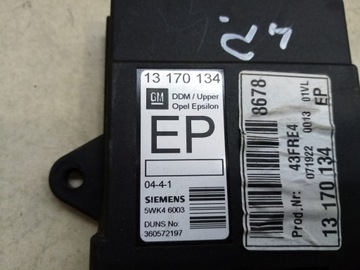 13 170 134
GM
DDM / Upper
Opel Epsilon
EP
04-4-1
SIEMENS
5WK4 6003
DUNS No:
360572197
8678
43FRE4
071922 0013 01VL
Prod.Nr:
13 170 134 EP